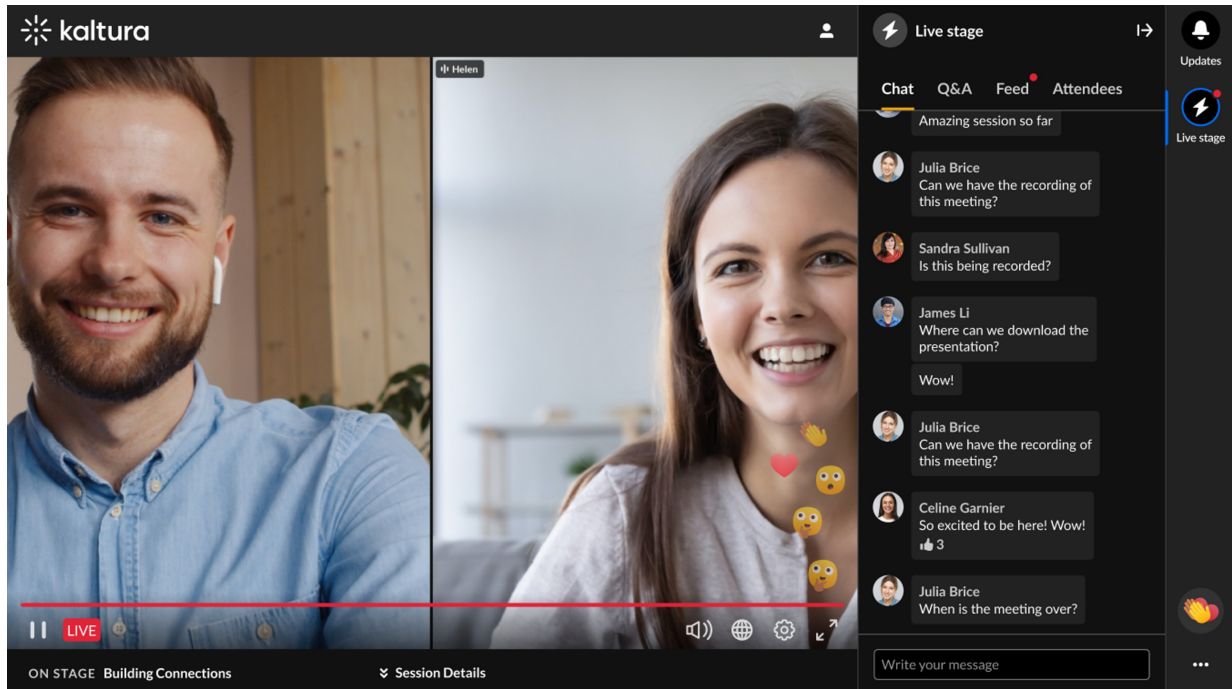 kaltura
Helen
LIVE
ON STAGE Building Connections
Session Details
Live stage
Chat Q&A Feed Attendees
Amazing session so far
Julia Brice
Can we have the recording of
this meeting?
Sandra Sullivan
Is this being recorded?
James Li
Where can we download the
presentation?
Wow!
Julia Brice
Can we have the recording of
this meeting?
Celine Garnier
So excited to be here! Wow!
3
Julia Brice
When is the meeting over?
Write your message
Updates
Live stage